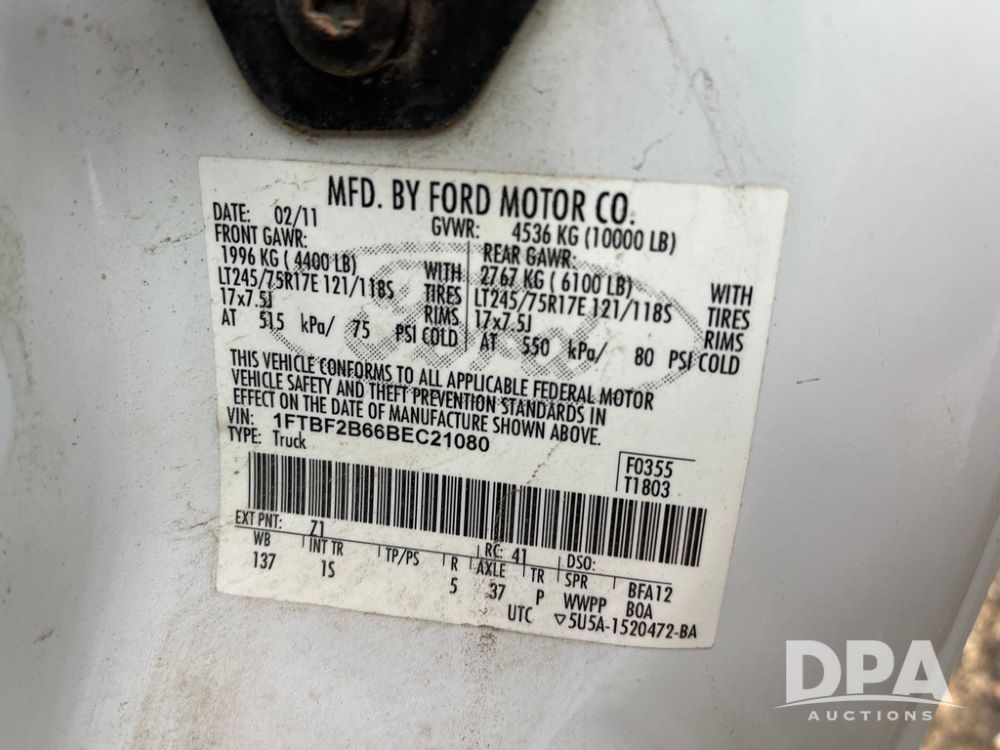 MFD. BY FORD MOTOR CO.
DATE: 02/11 GVWR: 4536 KG (10000 LB)
FRONT GAWR: REAR GAWR:
1996 KG ( 4400 LB) WITH 2767 KG ( 6100 LB) WITH
LT245/75R17E 121/118S TIRES LT245/75R17E 121/118S TIRES
17x7.5J RIMS 17x7.5J RIMS
AT 515 kPa/ 75 PSI COLD AT 550 kPa/ 80 PSI COLD
Ford
THIS VEHICLE CONFORMS TO ALL APPLICABLE FEDERAL MOTOR
VEHICLE SAFETY AND THEFT PREVENTION STANDARDS IN
EFFECT ON THE DATE OF MANUFACTURE SHOWN ABOVE.
VIN: 1FTBF2B66BEC21080
TYPE: Truck
F0355
T1803
EXT PNT: Z1 RC: 41 DSO:
WB INT TR TP/PS R AXLE TR SPR BFA12
137 1S 5 37 P WWPP BOA
UTC ▽5U5A-1520472-BA
DPA
AUCTIONS